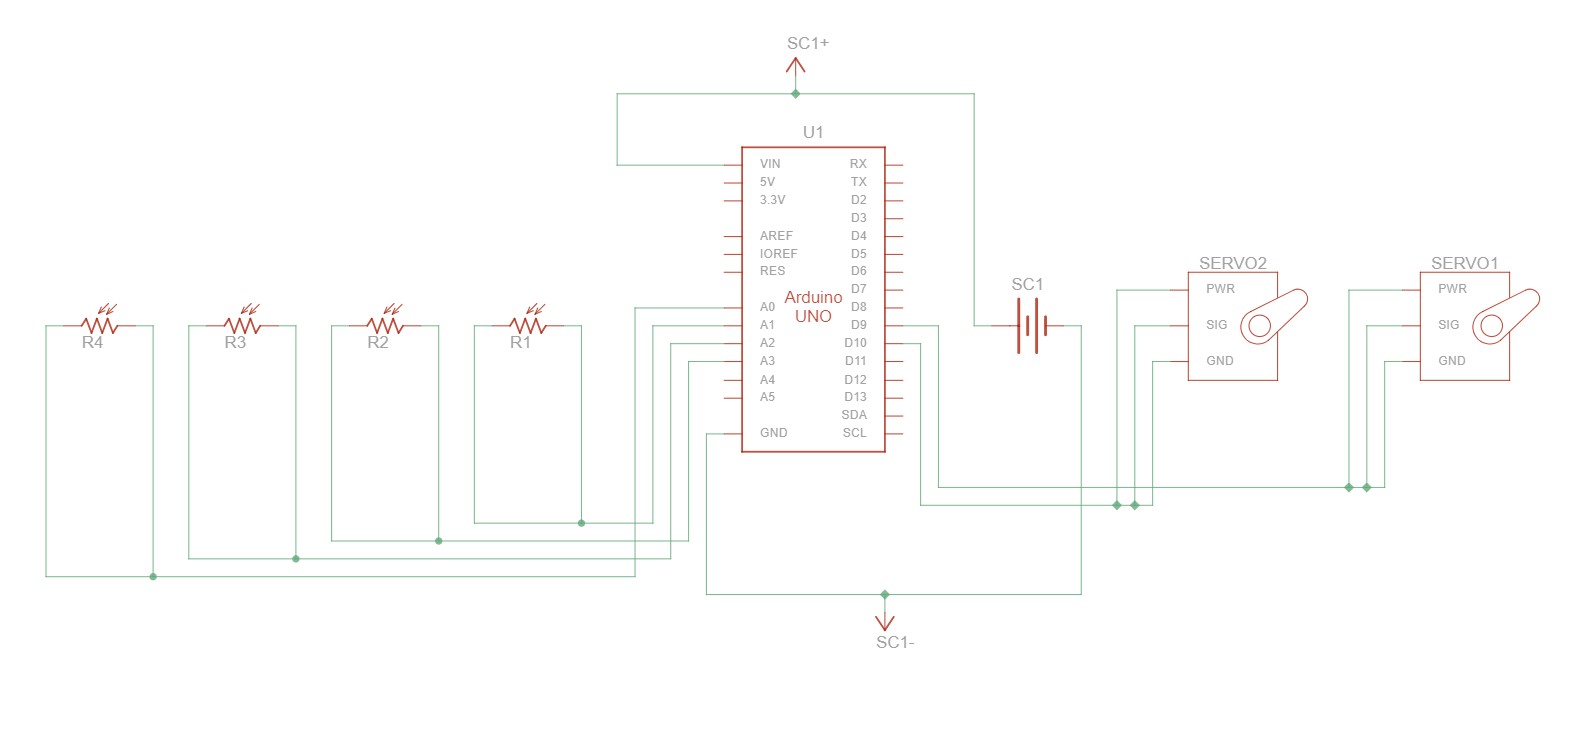 SC1+
U1
VIN RX
5V TX
3.3V D2
D3
AREF D4
IOREF D5
RES D6
D7
Arduino
UNO
A0 D8
A1 D9
A2 D10
A3 D11
A4 D12
A5 D13
SDA
GND SCL
R4
R3
R2
R1
SC1
SERVO2
PWR
SIG
GND
SERVO1
PWR
SIG
GND
SC1-